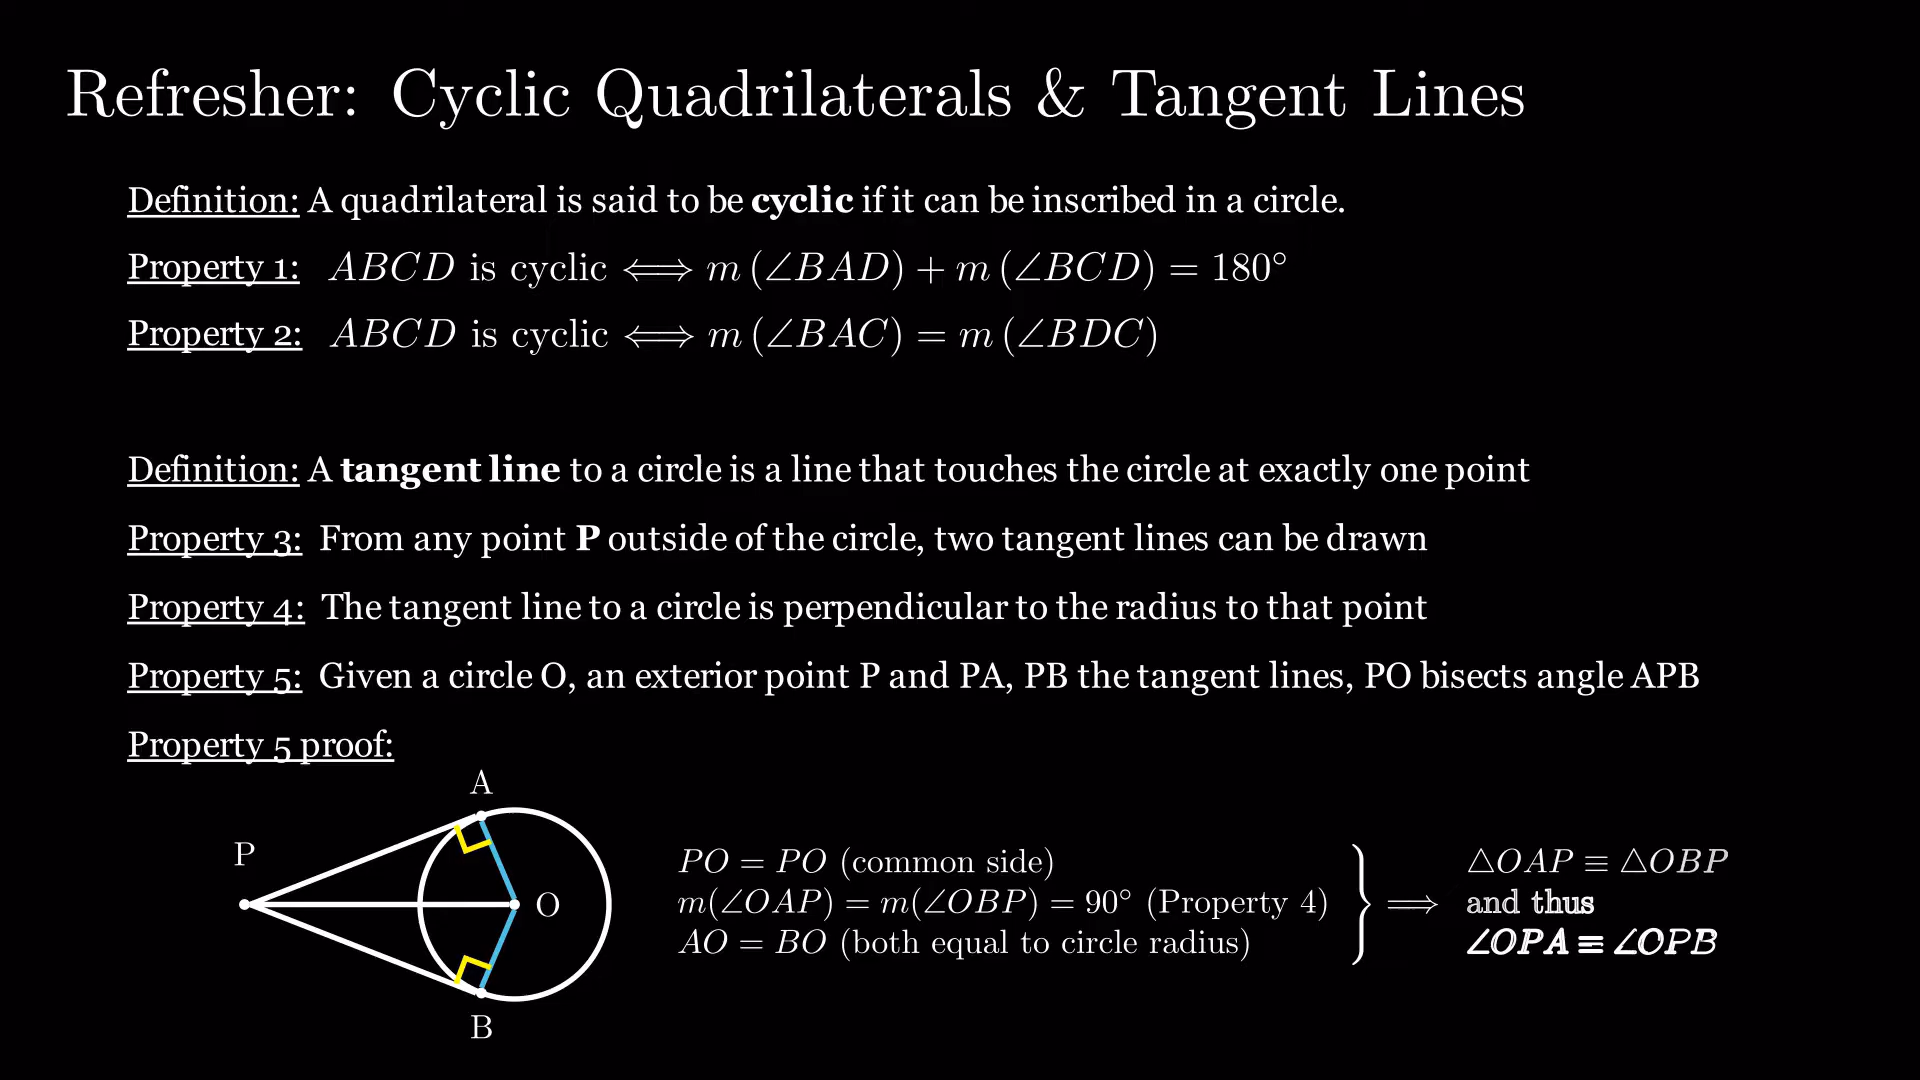 Refresher: Cyclic Quadrilaterals & Tangent Lines
Definition: A quadrilateral is said to be cyclic if it can be inscribed in a circle.
Property 1: ABCD is cyclic ⟺ m (∠BAD) + m (∠BCD) = 180°
Property 2: ABCD is cyclic ⟺ m (∠BAC) = m (∠BDC)
Definition: A tangent line to a circle is a line that touches the circle at exactly one point
Property 3: From any point P outside of the circle, two tangent lines can be drawn
Property 4: The tangent line to a circle is perpendicular to the radius to that point
Property 5: Given a circle O, an exterior point P and PA, PB the tangent lines, PO bisects angle APB
Property 5 proof:
A
P
O
B
PO = PO (common side)
m(∠OAP) = m(∠OBP) = 90° (Property 4)
AO = BO (both equal to circle radius)
⟹
△OAP ≡ △OBP
and thus
∠OPA ≡ ∠OPB